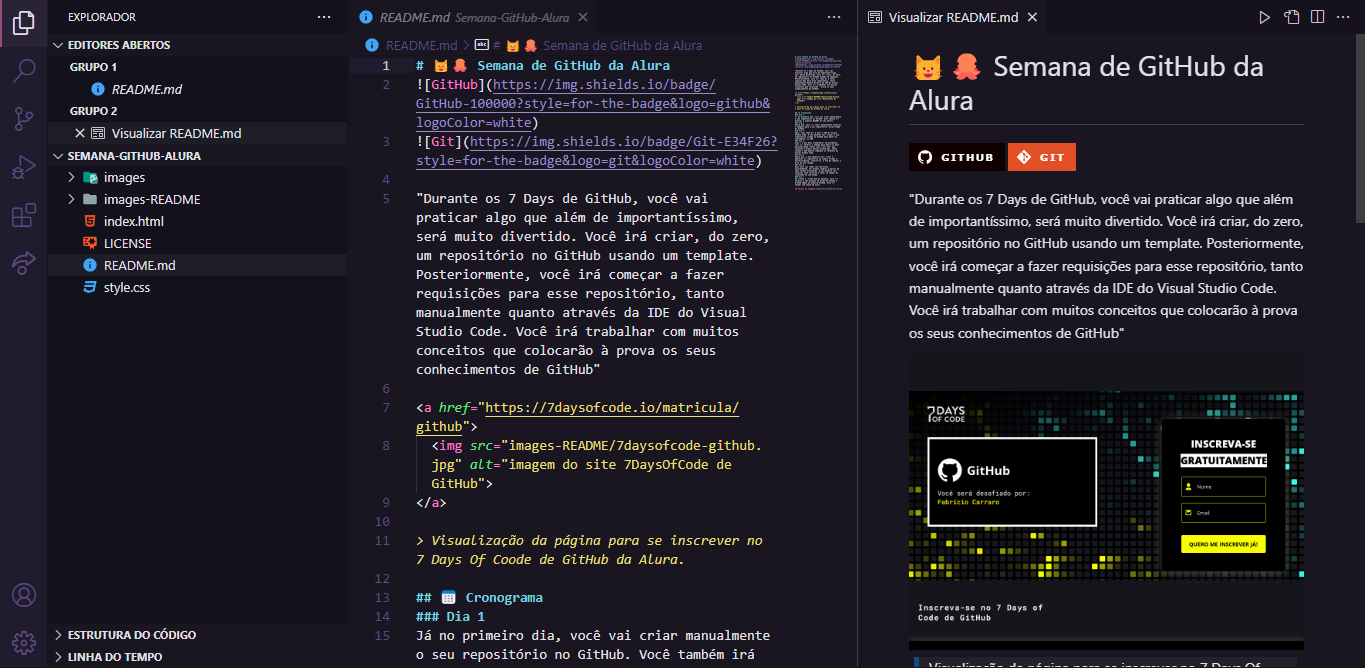 EXPLORADOR
EDITORES ABERTOS
GRUPO 1
README.md
GRUPO 2
Visualizar README.md
SEMANA-GITHUB-ALURA
images
images-README
index.html
LICENSE
README.md
style.css
ESTRUTURA DO CÓDIGO
LINHA DO TEMPO
README.md Semana-GitHub-Alura
README.md > # 🐱🐙 Semana de GitHub da Alura
1 # 🐱🐙 Semana de GitHub da Alura
2 ![GitHub](https://img.shields.io/badge/
GitHub-100000?style=for-the-badge&logo=github&
logoColor=white)
3 ![Git](https://img.shields.io/badge/Git-E34F26?
style=for-the-badge&logo=git&logoColor=white)
4
5 "Durante os 7 Days de GitHub, você vai
praticar algo que além de importantíssimo,
será muito divertido. Você irá criar, do zero,
um repositório no GitHub usando um template.
Posteriormente, você irá começar a fazer
requisições para esse repositório, tanto
manualmente quanto através da IDE do Visual
Studio Code. Você irá trabalhar com muitos
conceitos que colocarão à prova os seus
conhecimentos de GitHub"
6
7 <a href="https://7daysofcode.io/matricula/
github">
8 <img src="images-README/7daysofcode-github.
jpg" alt="imagem do site 7DaysOfCode de
GitHub">
9 </a>
10
11 > Visualização da página para se inscrever no
7 Days Of Coode de GitHub da Alura.
12
13 ## 📅 Cronograma
14 ### Dia 1
15 Já no primeiro dia, você vai criar manualmente
o seu repositório no GitHub. Você também irá
Visualizar README.md
🐱🐙 Semana de GitHub da
Alura
GITHUB GIT
"Durante os 7 Days de GitHub, você vai praticar algo que além
de importantíssimo, será muito divertido. Você irá criar, do zero,
um repositório no GitHub usando um template. Posteriormente,
você irá começar a fazer requisições para esse repositório, tanto
manualmente quanto através da IDE do Visual Studio Code.
Você irá trabalhar com muitos conceitos que colocarão à prova
os seus conhecimentos de GitHub"
7DAYS
OF CODE
GitHub
Você será desafiado por:
Fabrício Carraro
INSCREVA-SE
GRATUITAMENTE
Nome
Email
QUERO ME INSCREVER JÁ!
Inscreva-se no 7 Days of
Code de GitHub
Visualização da página para se inscrever no 7 Days Of